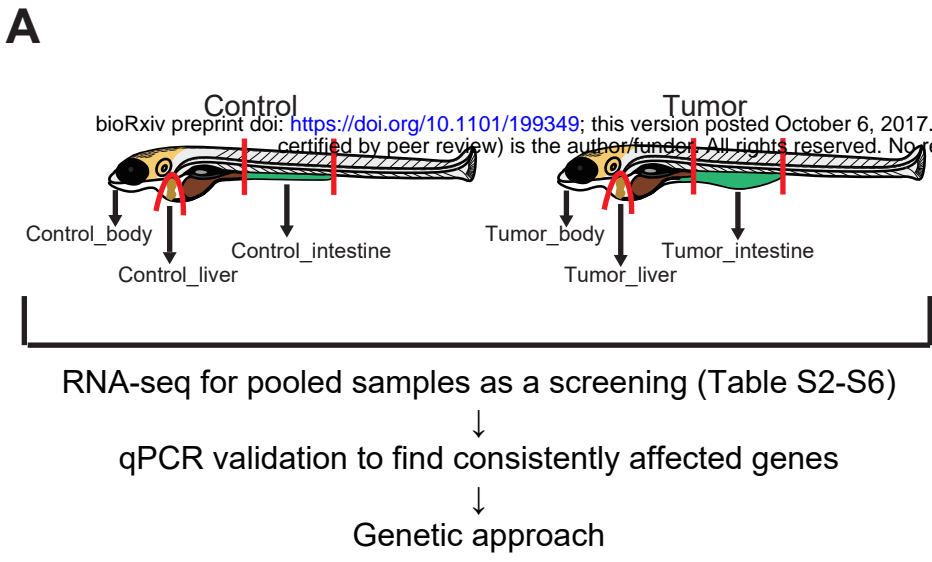 A
Control Tumor
bioRxiv preprint doi: https://doi.org/10.1101/199349; this version posted October 6, 2017.
certified by peer review) is the author/funder. All rights reserved. No
Control_body
Control_liver
Control_intestine
Tumor_body
Tumor_liver
Tumor_intestine
RNA-seq for pooled samples as a screening (Table S2-S6)
↓
qPCR validation to find consistently affected genes
↓
Genetic approach